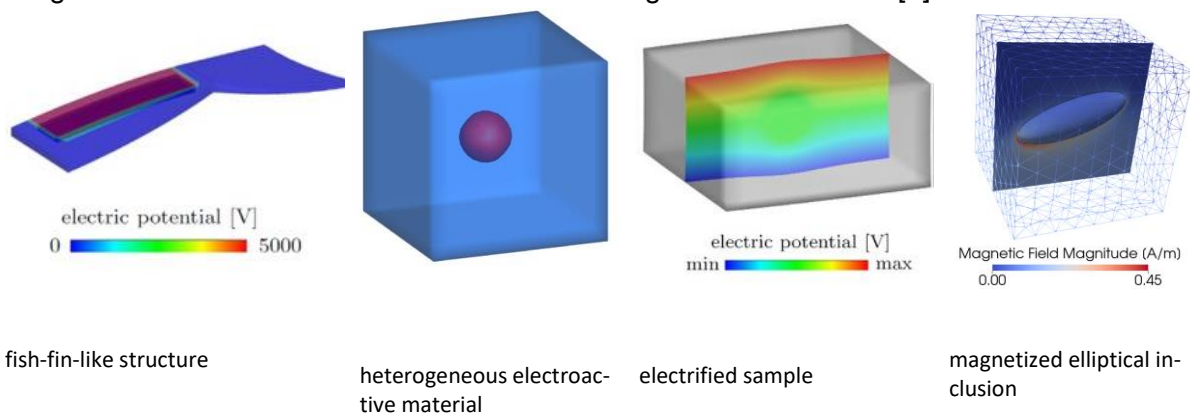 electric potential [V]
0 5000
electric potential [V]
min max
Magnetic Field Magnitude (A/m)
0.00 0.45
fish-fin-like structure
heterogeneous electroac-
tive material
electrified sample
magnetized elliptical in-
clusion